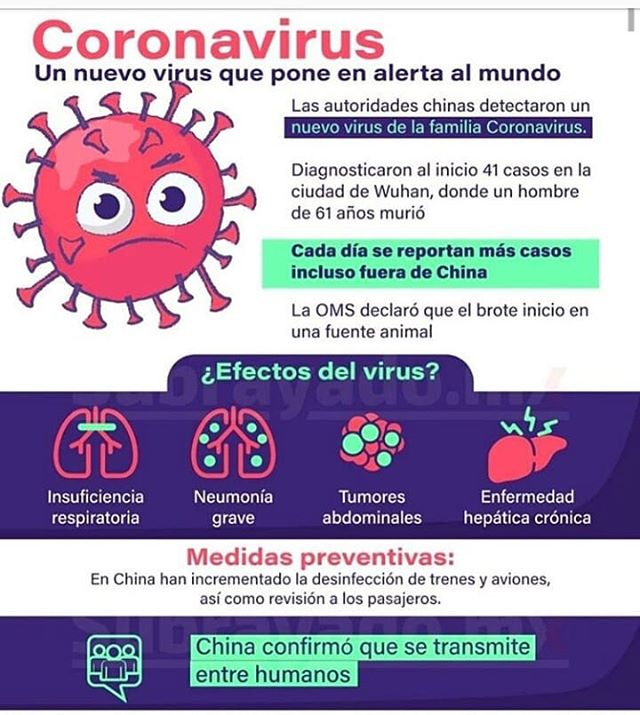 Coronavirus
Un nuevo virus que pone en alerta al mundo
Las autoridades chinas detectaron un
nuevo virus de la familia Coronavirus.
Diagnosticaron al inicio 41 casos en la
ciudad de Wuhan, donde un hombre
de 61 años murió
Cada día se reportan más casos
incluso fuera de China
La OMS declaró que el brote inicio en
una fuente animal
¿Efectos del virus?
Subrayado.mx
Insuficiencia
respiratoria
Neumonía
grave
Tumores
abdominales
Enfermedad
hepática crónica
Medidas preventivas:
En China han incrementado la desinfección de trenes y aviones,
así como revisión a los pasajeros.
Subrayado.mx
China confirmó que se transmite
entre humanos